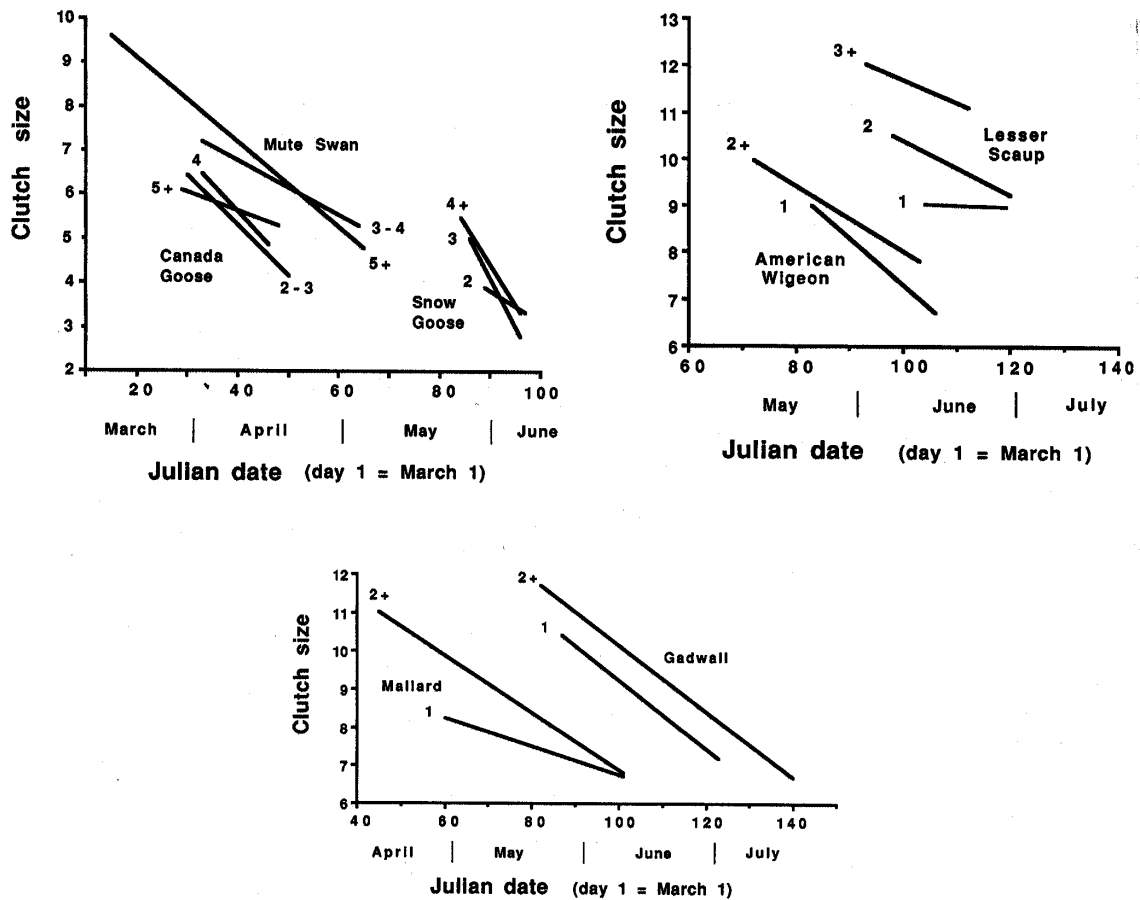 10
9
8
7
6
5
4
3
2
Clutch size
Mute Swan
4
5+
3 - 4
5+
Canada
Goose
2 - 3
4+
3
2
Snow
Goose
20 40 60 80 100
March | April | May | June
Julian date (day 1 = March 1)
13
12
11
10
9
8
7
6
Clutch size
3 +
2
Lesser
Scaup
2 +
1
1
American
Wigeon
60 80 100 120 140
May | June | July
Julian date (day 1 = March 1)
12
11
10
9
8
7
6
Clutch size
2+
2+
1
Gadwall
Mallard
1
40 60 80 100 120 140
April | May | June | July
Julian date (day 1 = March 1)